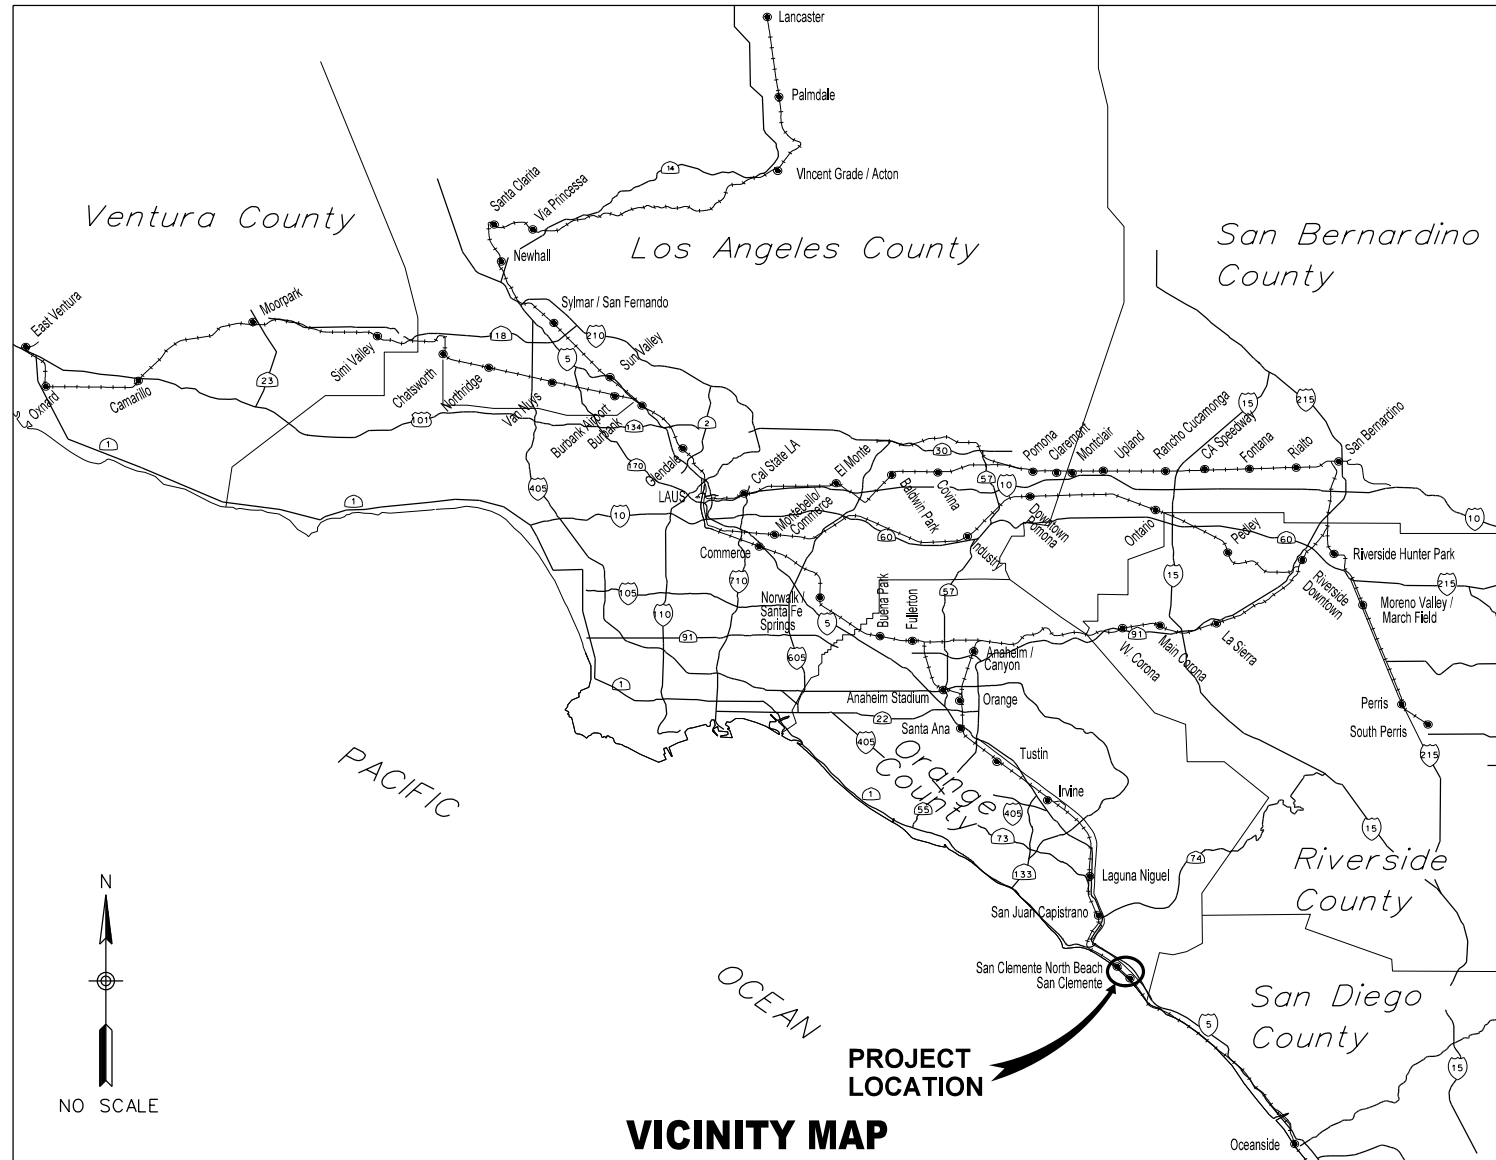 Lancaster
Palmdale
VIncent Grade / Acton
14
Santa Clarita
Via Princessa
Newhall
Ventura County
Los Angeles County
San Bernardino
County
East Ventura
Moorpark
Sylmar / San Fernando
18
210
5
Sun Valley
Simi Valley
Chatsworth
Northridge
Van Nuys
Burbank Airport
Burbank
Oxnard
Camarillo
23
101
134
2
170
Glendale
1
1
405
LAUS
Cal State LA
El Monte
Montebello/
Commerce
Baldwin Park
Covina
30
57
10
Pomona
Claremont
Montclair
Upland
Rancho Cucamonga
CA Speedway
Fontana
Rialto
San Bernardino
15
215
10
10
60
Industry
Downtown
Pomona
Ontario
Pedley
60
Commerce
710
110
105
91
Norwalk /
Santa Fe
Springs
5
605
Buena Park
Fullerton
57
15
Riverside
Downtown
Riverside Hunter Park
215
Moreno Valley /
March Field
91
W. Corona
Main Corona
La Sierra
Anaheim /
Canyon
Anaheim Stadium
Orange
1
22
Santa Ana
405
Tustin
Irvine
Orange
County
1
55
405
73
133
Perris
South Perris
215
15
74
Laguna Niguel
San Juan Capistrano
San Clemente North Beach
San Clemente
Riverside
County
San Diego
County
5
15
Oceanside
PACIFIC
OCEAN
N
NO SCALE
PROJECT
LOCATION
VICINITY MAP